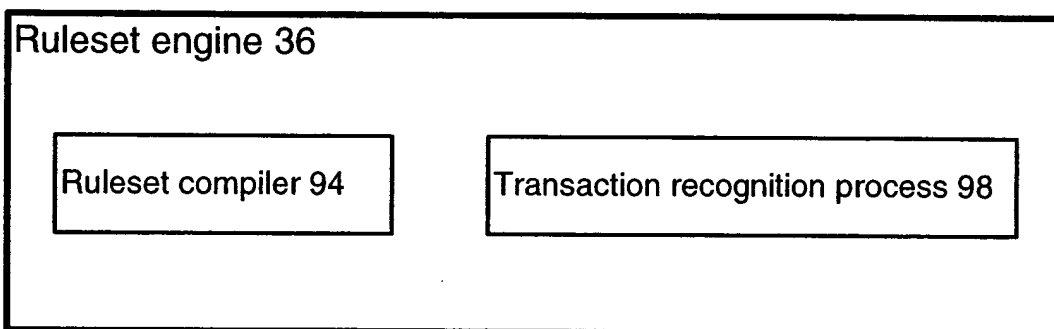 Ruleset engine 36
Ruleset compiler 94
Transaction recognition process 98